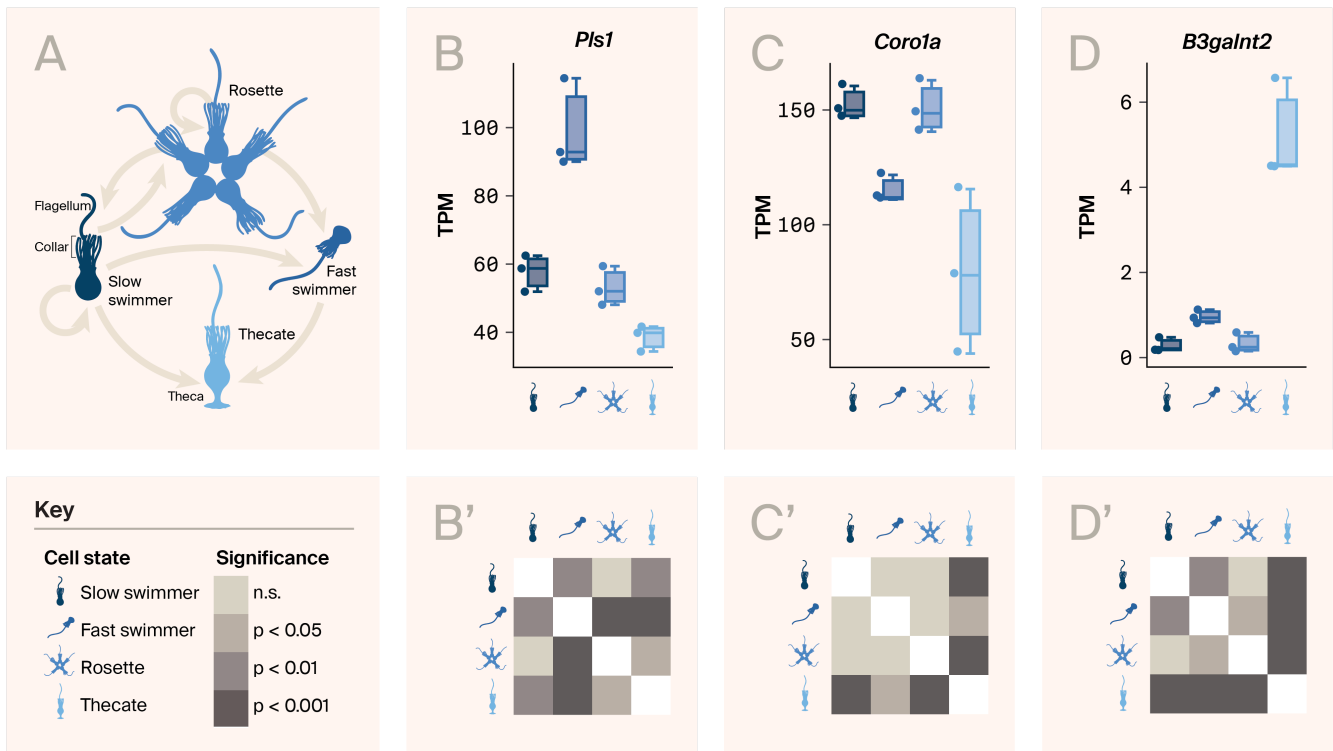 A
Rosette
Flagellum
Collar
Slow
swimmer
Fast
swimmer
Thecate
Theca
B
Pls1
TPM
100
80
60
40
C
Coro1a
TPM
150
100
50
D
B3galnt2
TPM
6
4
2
0
Key
Cell state
Slow swimmer
Fast swimmer
Rosette
Thecate
Significance
n.s.
p < 0.05
p < 0.01
p < 0.001
B’
C’
D’